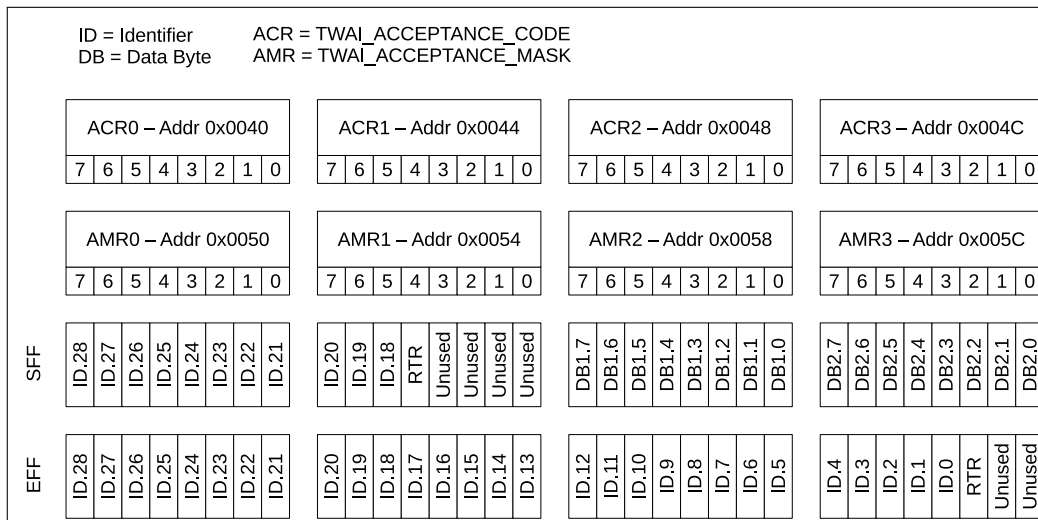 ID = Identifier ACR = TWAI_ACCEPTANCE_CODE
DB = Data Byte AMR = TWAI_ACCEPTANCE_MASK
ACR0 – Addr 0x0040 ACR1 – Addr 0x0044 ACR2 – Addr 0x0048 ACR3 – Addr 0x004C
7 6 5 4 3 2 1 0 7 6 5 4 3 2 1 0 7 6 5 4 3 2 1 0 7 6 5 4 3 2 1 0
AMR0 – Addr 0x0050 AMR1 – Addr 0x0054 AMR2 – Addr 0x0058 AMR3 – Addr 0x005C
7 6 5 4 3 2 1 0 7 6 5 4 3 2 1 0 7 6 5 4 3 2 1 0 7 6 5 4 3 2 1 0
SFF ID.28 ID.27 ID.26 ID.25 ID.24 ID.23 ID.22 ID.21 ID.20 ID.19 ID.18 RTR Unused Unused Unused Unused DB1.7 DB1.6 DB1.5 DB1.4 DB1.3 DB1.2 DB1.1 DB1.0 DB2.7 DB2.6 DB2.5 DB2.4 DB2.3 DB2.2 DB2.1 DB2.0
EFF ID.28 ID.27 ID.26 ID.25 ID.24 ID.23 ID.22 ID.21 ID.20 ID.19 ID.18 ID.17 ID.16 ID.15 ID.14 ID.13 ID.12 ID.11 ID.10 ID.9 ID.8 ID.7 ID.6 ID.5 ID.4 ID.3 ID.2 ID.1 ID.0 RTR Unused Unused